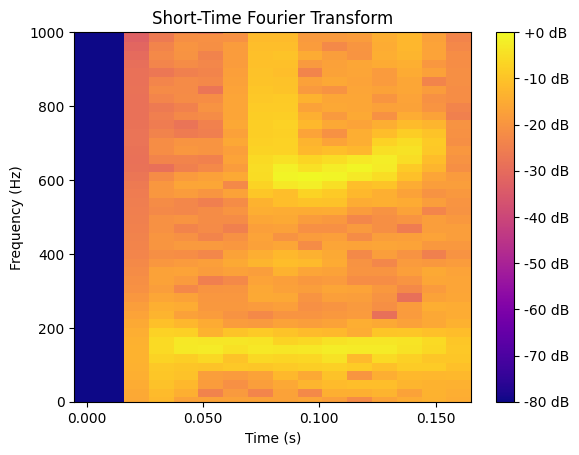 Short-Time Fourier Transform
1000
800
600
400
200
0
Frequency (Hz)
0.000
0.050
0.100
0.150
Time (s)
+0 dB
-10 dB
-20 dB
-30 dB
-40 dB
-50 dB
-60 dB
-70 dB
-80 dB